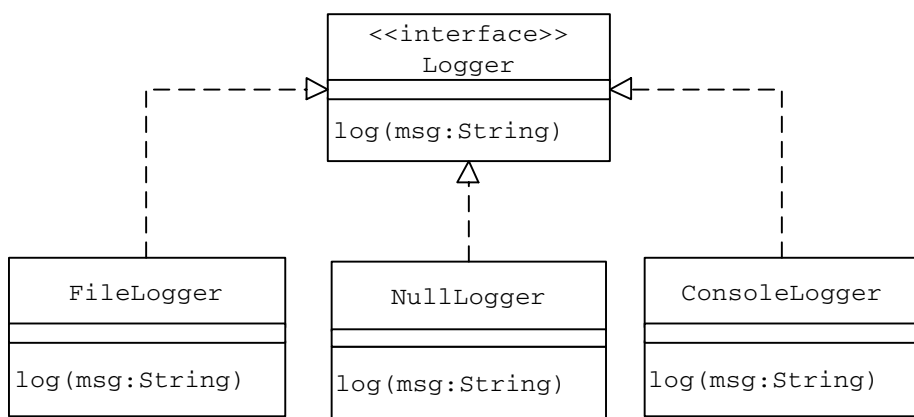 <<interface>>
Logger
log(msg:String)
FileLogger
log(msg:String)
NullLogger
log(msg:String)
ConsoleLogger
log(msg:String)